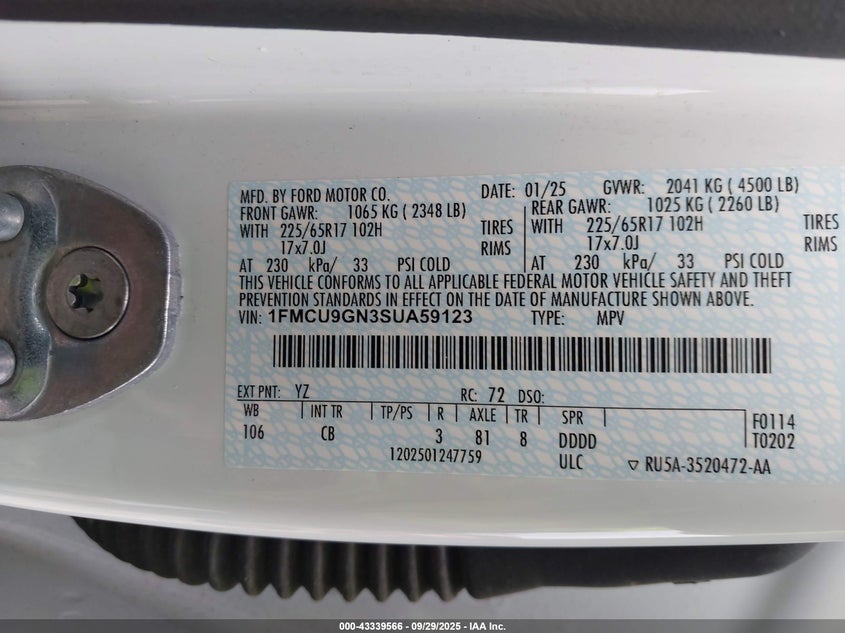 MFD. BY FORD MOTOR CO. DATE: 01/25 GVWR: 2041 KG ( 4500 LB)
FRONT GAWR: 1065 KG ( 2348 LB) REAR GAWR: 1025 KG ( 2260 LB)
WITH 225/65R17 102H TIRES WITH 225/65R17 102H TIRES
17x7.0J RIMS 17x7.0J RIMS
AT 230 kPa/ 33 PSI COLD AT 230 kPa/ 33 PSI COLD
THIS VEHICLE CONFORMS TO ALL APPLICABLE FEDERAL MOTOR VEHICLE SAFETY AND THEFT
PREVENTION STANDARDS IN EFFECT ON THE DATE OF MANUFACTURE SHOWN ABOVE.
VIN: 1FMCU9GN3SUA59123 TYPE: MPV
EXT PNT: YZ RC: 72 DSO:
WB INT TR TP/PS R AXLE TR SPR F0114
106 CB 3 81 8 DDDD T0202
1202501247759 ULC ▽ RU5A-3520472-AA
000-43339566 - 09/29/2025 - IAA Inc.